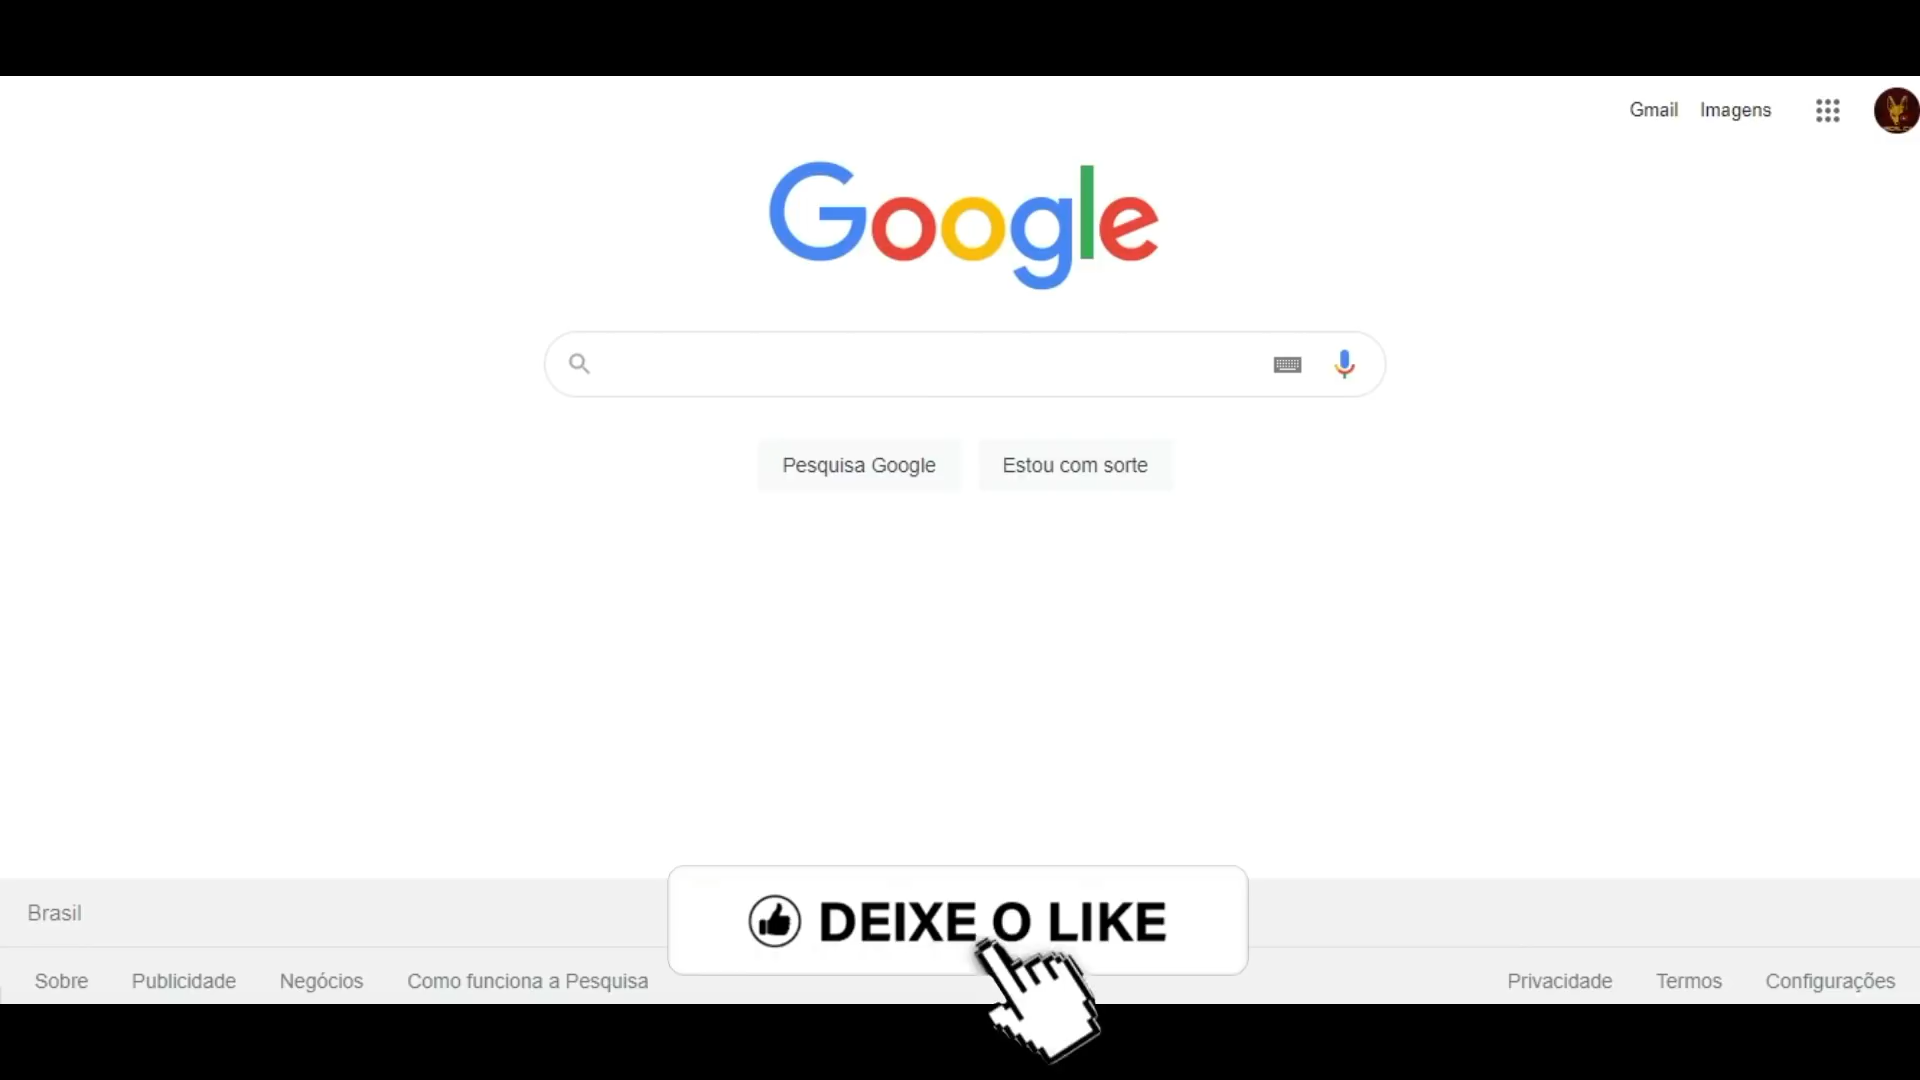 Gmail Imagens
Google
Pesquisa Google Estou com sorte
Brasil
DEIXE O LIKE
Sobre Publicidade Negócios Como funciona a Pesquisa Privacidade Termos Configurações